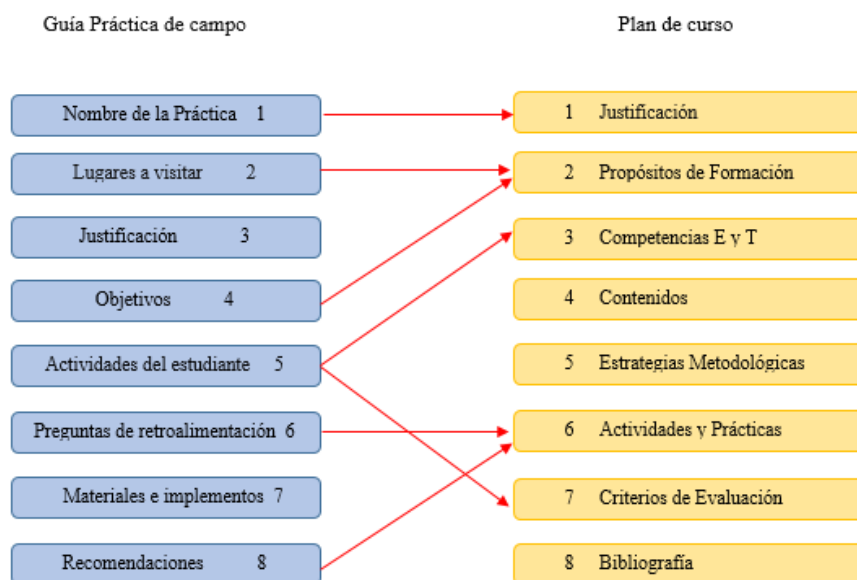 Guía Práctica de campo
Plan de curso
Nombre de la Práctica 1
1 Justificación
Lugares a visitar 2
2 Propósitos de Formación
Justificación 3
3 Competencias E y T
Objetivos 4
4 Contenidos
Actividades del estudiante 5
5 Estrategias Metodológicas
Preguntas de retroalimentación 6
6 Actividades y Prácticas
Materiales e implementos 7
7 Criterios de Evaluación
Recomendaciones 8
8 Bibliografía